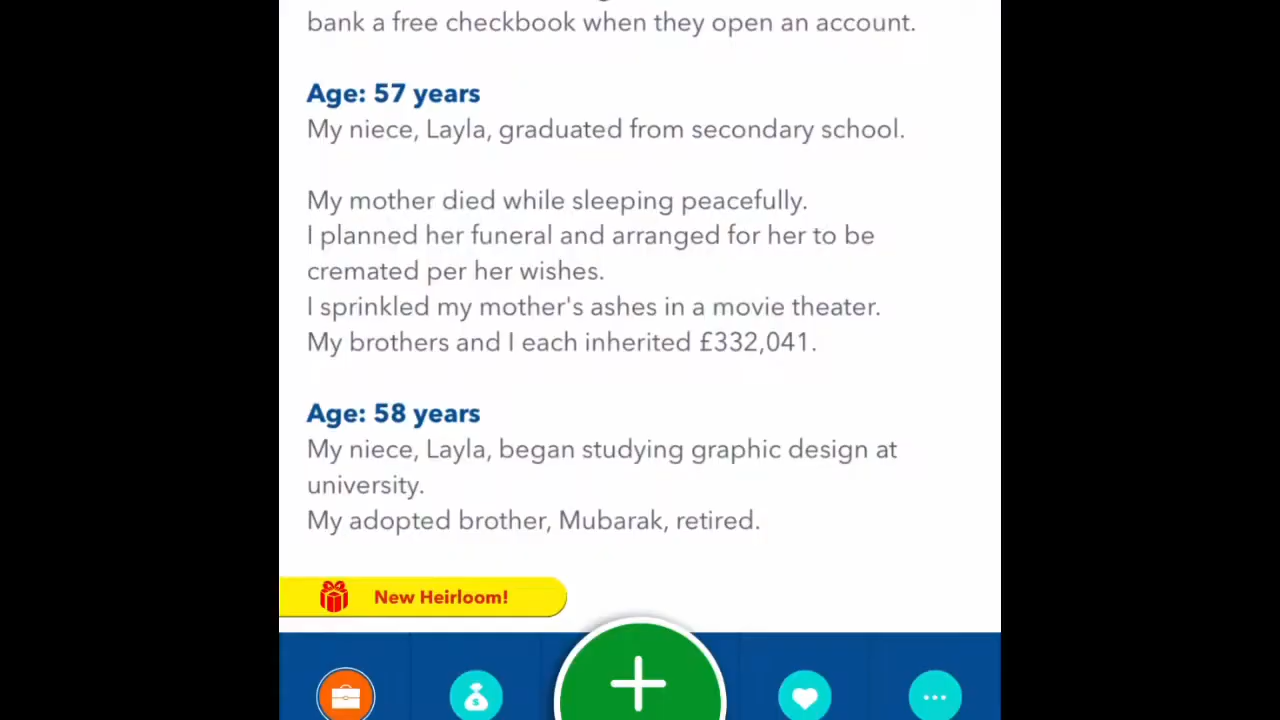 bank a free checkbook when they open an account.
Age: 57 years
My niece, Layla, graduated from secondary school.
My mother died while sleeping peacefully.
I planned her funeral and arranged for her to be
cremated per her wishes.
I sprinkled my mother's ashes in a movie theater.
My brothers and I each inherited £332,041.
Age: 58 years
My niece, Layla, began studying graphic design at
university.
My adopted brother, Mubarak, retired.
New Heirloom!